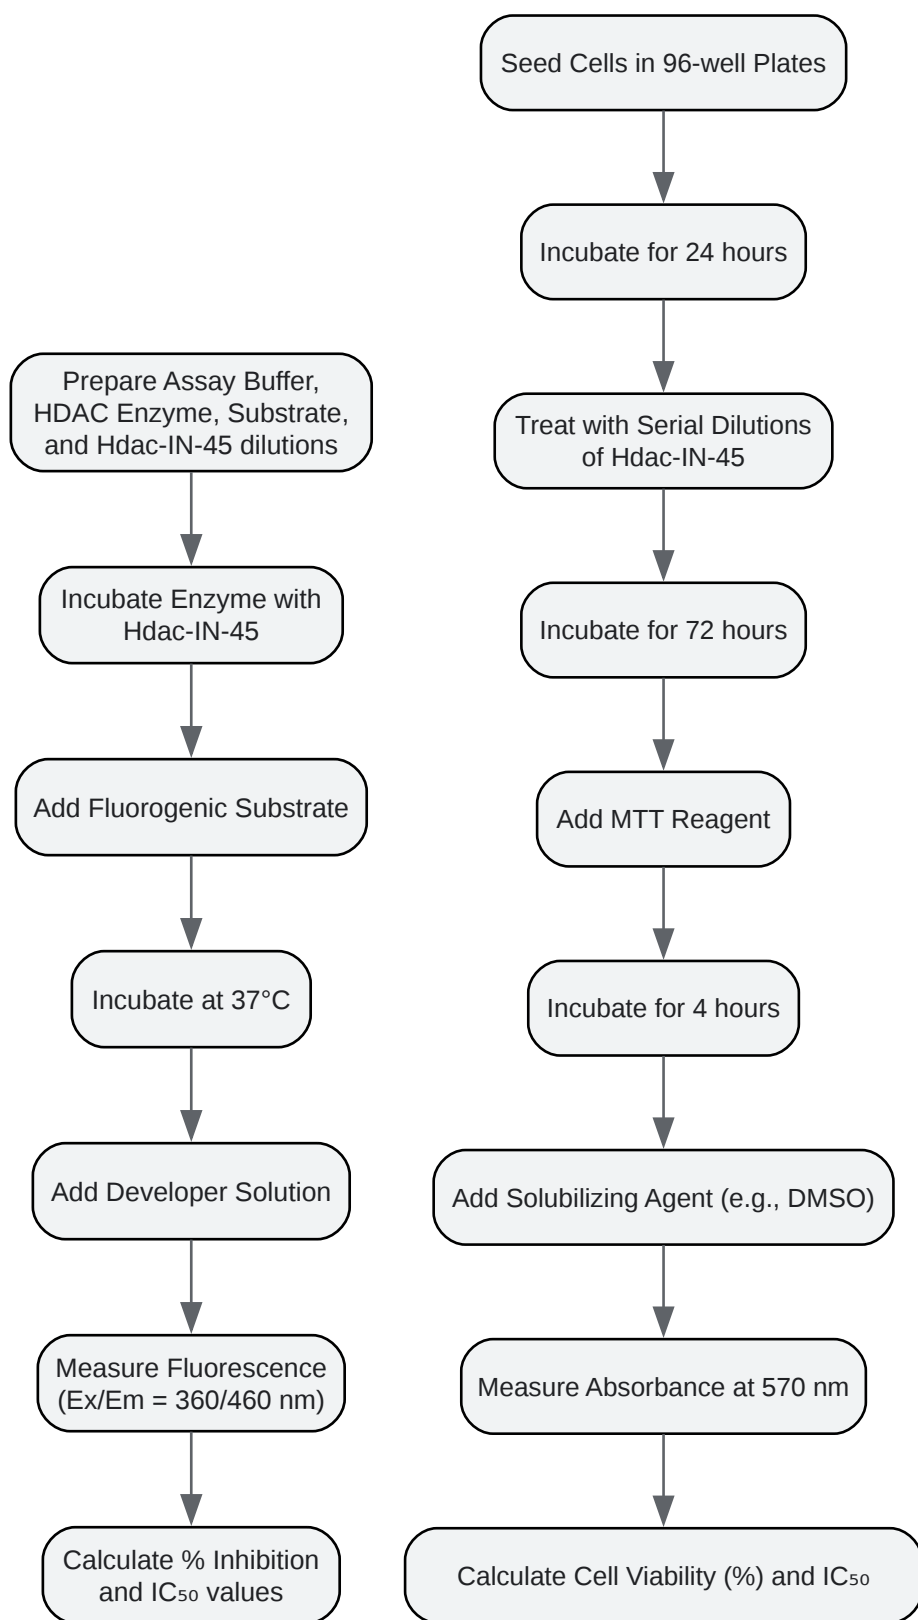 Prepare Assay Buffer,
HDAC Enzyme, Substrate,
and Hdac-IN-45 dilutions
Incubate Enzyme with
Hdac-IN-45
Add Fluorogenic Substrate
Incubate at 37°C
Add Developer Solution
Measure Fluorescence
(Ex/Em = 360/460 nm)
Calculate % Inhibition
and IC₅₀ values
Seed Cells in 96-well Plates
Incubate for 24 hours
Treat with Serial Dilutions
of Hdac-IN-45
Incubate for 72 hours
Add MTT Reagent
Incubate for 4 hours
Add Solubilizing Agent (e.g., DMSO)
Measure Absorbance at 570 nm
Calculate Cell Viability (%) and IC₅₀